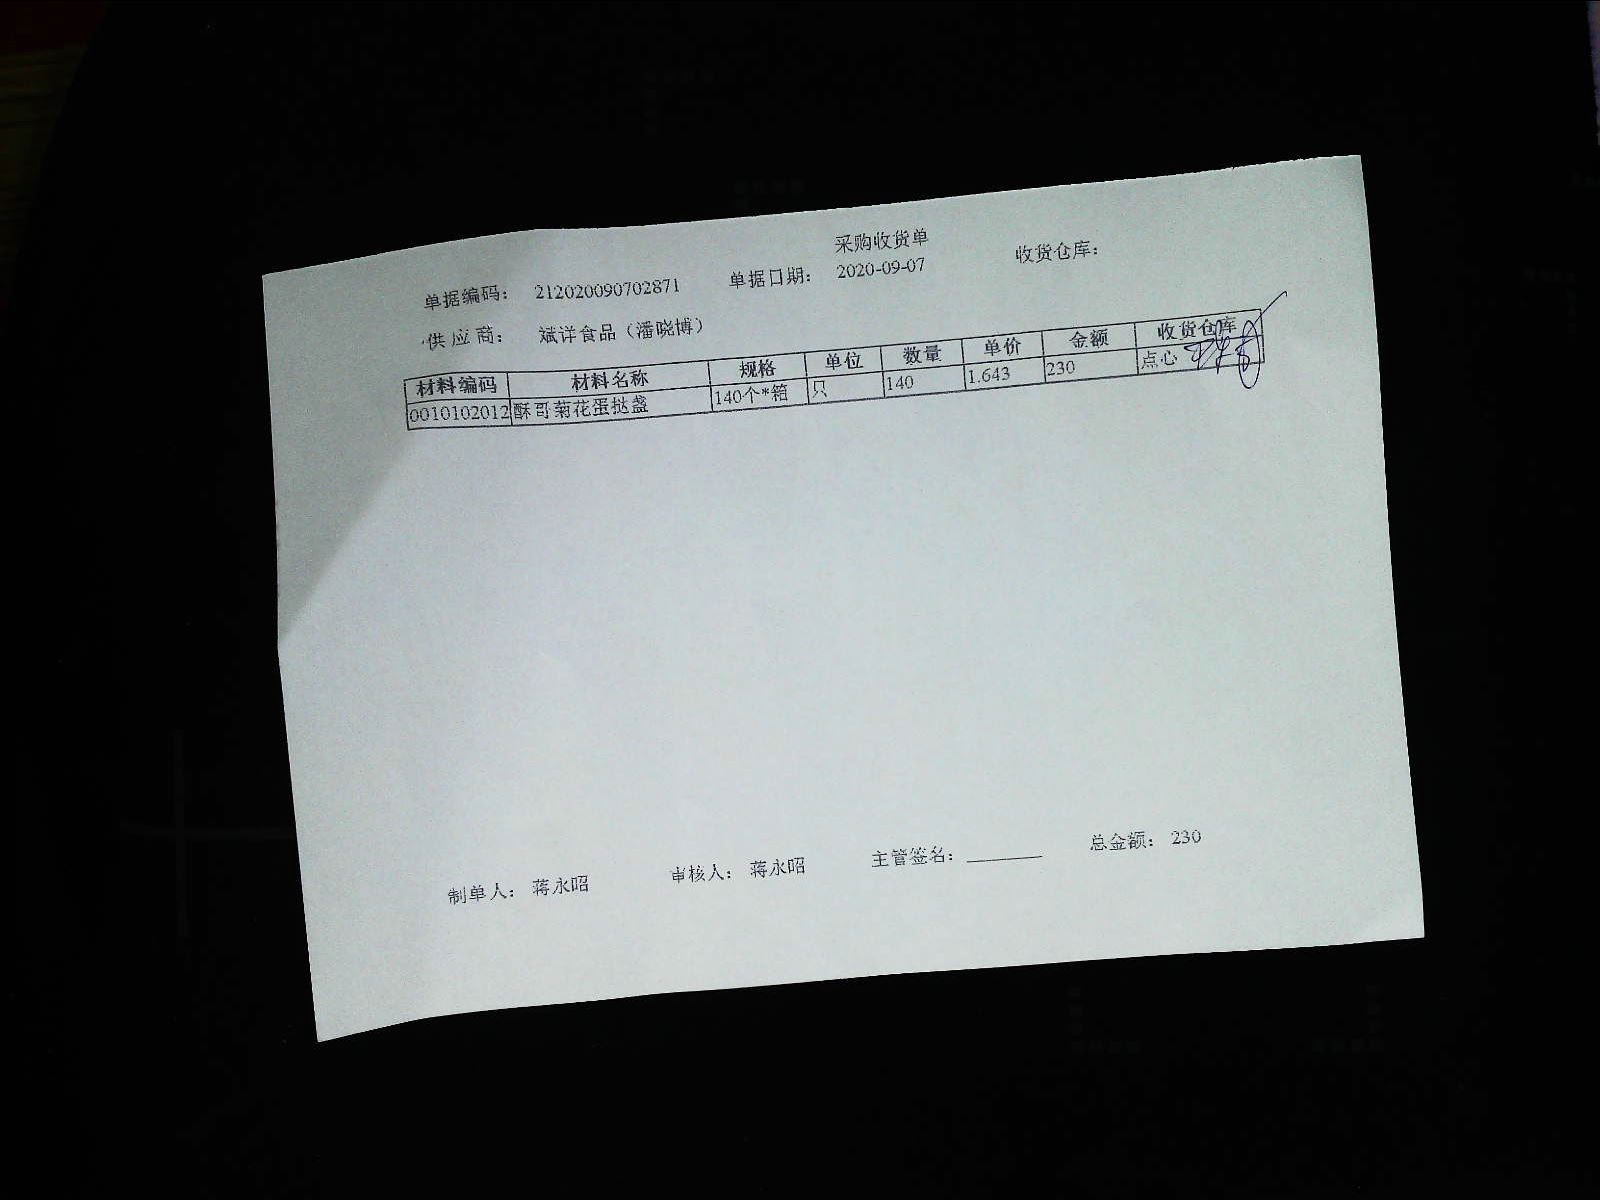 采购收货单
单据编码： 212020090702871 单据日期： 2020-09-07 收货仓库：
供应商： 斌详食品（潘晓博）
材料编码 材料名称 规格 单位 数量 单价 金额 收货仓库
0010102012 酥哥菊花蛋挞盏 140个*箱 只 140 1.643 230 点心
制单人： 蒋永昭 审核人： 蒋永昭 主管签名： 总金额： 230